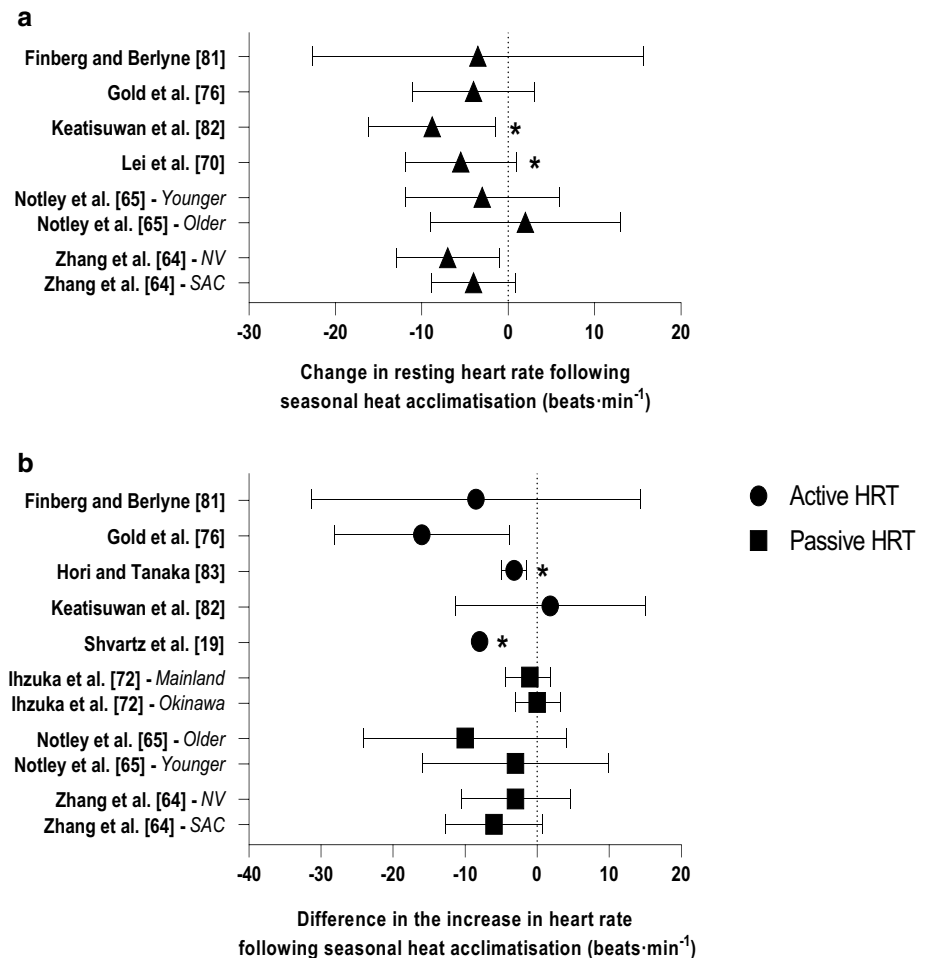 a
Finberg and Berlyne [81]
Gold et al. [76]
Keatisuwan et al. [82]
*
Lei et al. [70]
*
Notley et al. [65] - Younger
Notley et al. [65] - Older
Zhang et al. [64] - NV
Zhang et al. [64] - SAC
-30 -20 -10 0 10 20
Change in resting heart rate following
seasonal heat acclimatisation (beats·min⁻¹)
b
Finberg and Berlyne [81]
Gold et al. [76]
Hori and Tanaka [83]
*
Keatisuwan et al. [82]
Shvartz et al. [19]
*
Ihzuka et al. [72] - Mainland
Ihzuka et al. [72] - Okinawa
Notley et al. [65] - Older
Notley et al. [65] - Younger
Zhang et al. [64] - NV
Zhang et al. [64] - SAC
-40 -30 -20 -10 0 10 20
Difference in the increase in heart rate
following seasonal heat acclimatisation (beats·min⁻¹)
Active HRT
Passive HRT